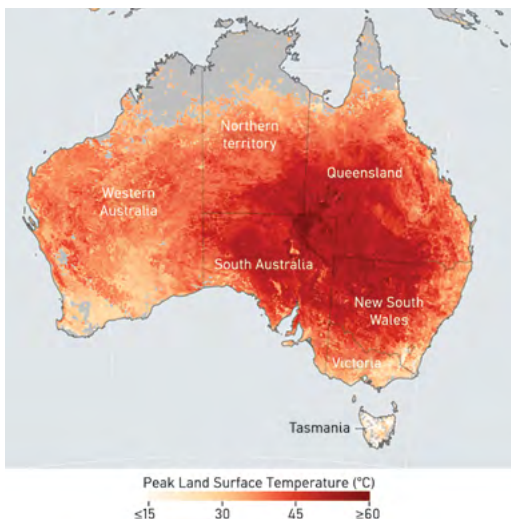 Northern
territory
Queensland
Western
Australia
South Australia
New South
Wales
Victoria
Tasmania
Peak Land Surface Temperature (°C)
≤15 30 45 ≥60